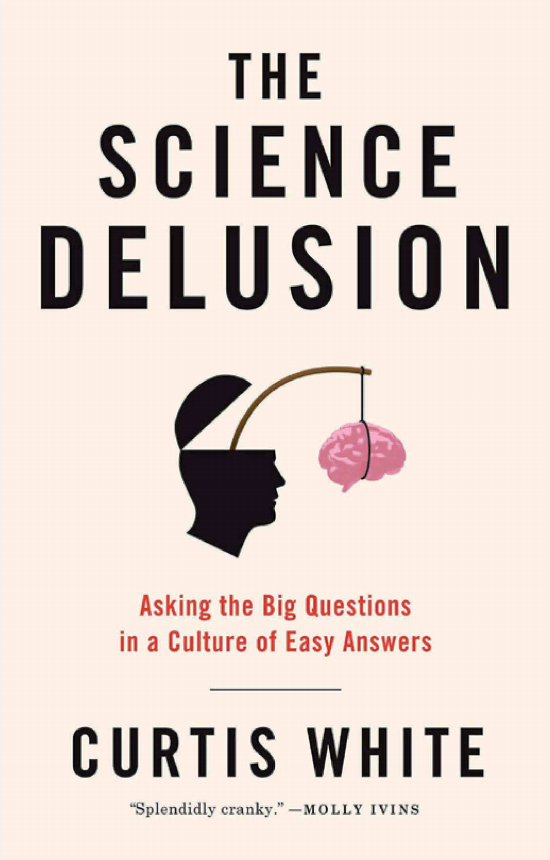 THE
SCIENCE
DELUSION
Asking the Big Questions
in a Culture of Easy Answers
CURTIS WHITE
“Splendidly cranky.” —MOLLY IVINS